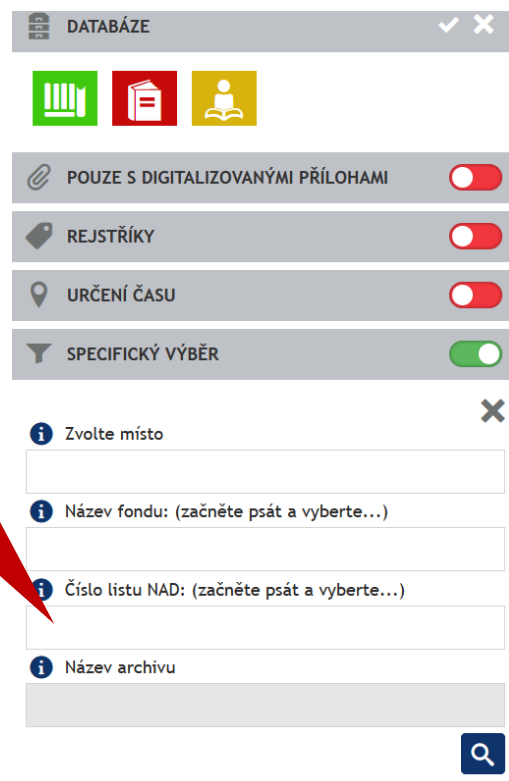 DATABÁZE
POUZE S DIGITALIZOVANÝMI PŘÍLOHAMI
REJSTŘÍKY
URČENÍ ČASU
SPECIFICKÝ VÝBĚR
Zvolte místo
Název fondu: (začněte psát a vyberte...)
Číslo listu NAD: (začněte psát a vyberte...)
Název archivu